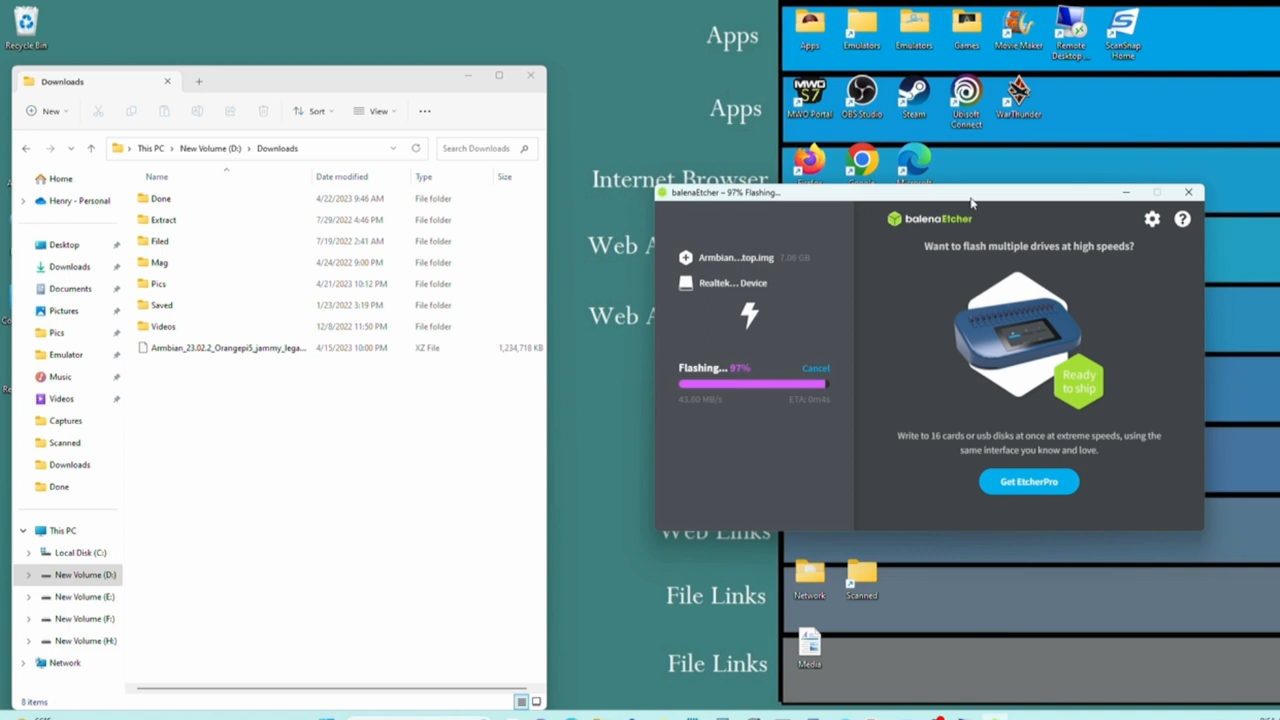 Recycle Bin
Downloads
New
Sort
View
This PC
New Volume (D:)
Downloads
Search Downloads
Name
Date modified
Type
Size
Home
Henry - Personal
Desktop
Downloads
Documents
Pictures
Pics
Emulator
Music
Videos
Captures
Scanned
Downloads
Done
This PC
Local Disk (C:)
New Volume (D:)
New Volume (E:)
New Volume (F:)
New Volume (H:)
Network
Done 4/22/2023 9:46 AM File folder
Extract 7/29/2022 4:46 PM File folder
Filed 7/19/2022 2:41 AM File folder
Mag 4/24/2022 9:00 PM File folder
Pics 4/21/2023 10:12 PM File folder
Saved 1/23/2022 3:19 PM File folder
Videos 12/8/2022 11:50 PM File folder
Armbian_23.02.2_Orangepi5_jammy_lega... 4/15/2023 10:00 PM XZ File 1,234,718 KB
8 items
Apps
Apps
Internet Browser
Web A
Web A
Web Links
File Links
File Links
Apps
Emulators
Emulators
Games
Movie Maker
Remote
Desktop ...
ScanSnap
Home
MWO
S7
MWO Portal
OBS Studio
Steam
Ubisoft
Connect
WarThunder
balenaEtcher – 97% Flashing...
balenaEtcher
Armbian...top.img 7.06 GB
Realtek... Device
Flashing... 97%
Cancel
43.60 MB/s
ETA: 0m4s
Want to flash multiple drives at high speeds?
Ready
to ship
Write to 16 cards or usb disks at once at extreme speeds, using the
same interface you know and love.
Get EtcherPro
Network
Scanned
Media